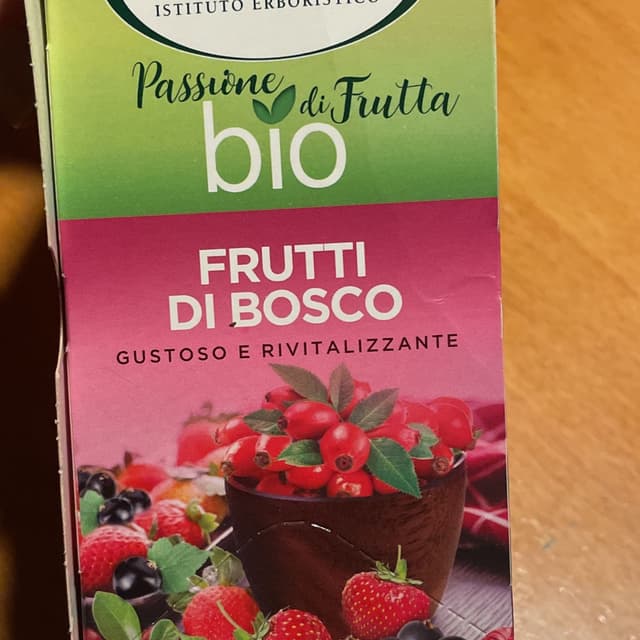 ISTITUTO ERBORISTICO
Passione di Frutta
bio
FRUTTI
DI BOSCO
GUSTOSO E RIVITALIZZANTE